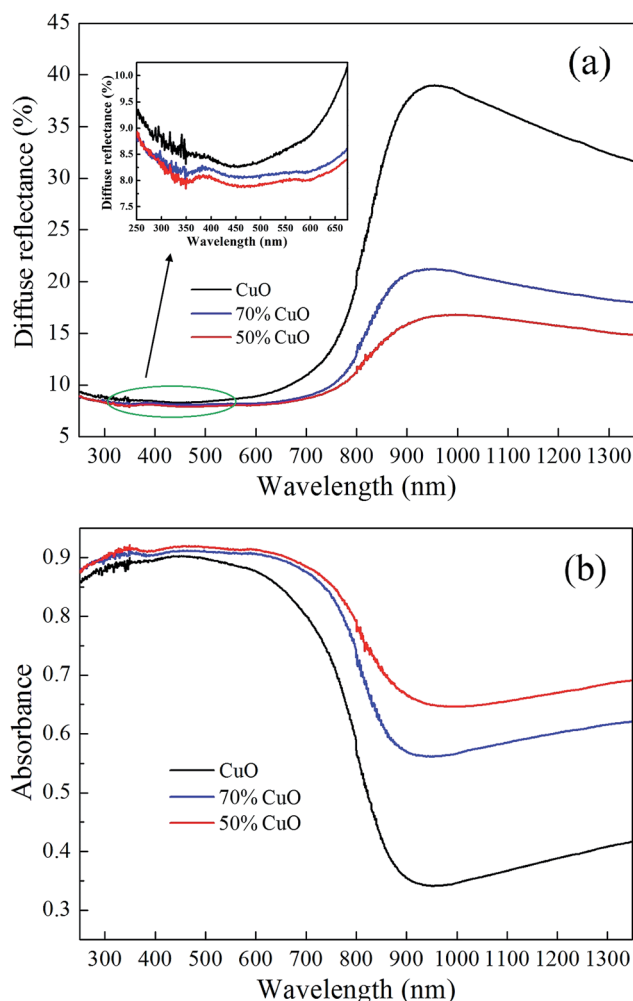 (a)
Diffuse reflectance (%)
45
40
35
30
25
20
15
10
5
Diffuse reflectance (%)
10.0
9.5
9.0
8.5
8.0
7.5
250 300 350 400 450 500 550 600 650
Wavelength (nm)
CuO
70% CuO
50% CuO
300 400 500 600 700 800 900 1000 1100 1200 1300
Wavelength (nm)
(b)
Absorbance
0.9
0.8
0.7
0.6
0.5
0.4
0.3
CuO
70% CuO
50% CuO
300 400 500 600 700 800 900 1000 1100 1200 1300
Wavelength (nm)